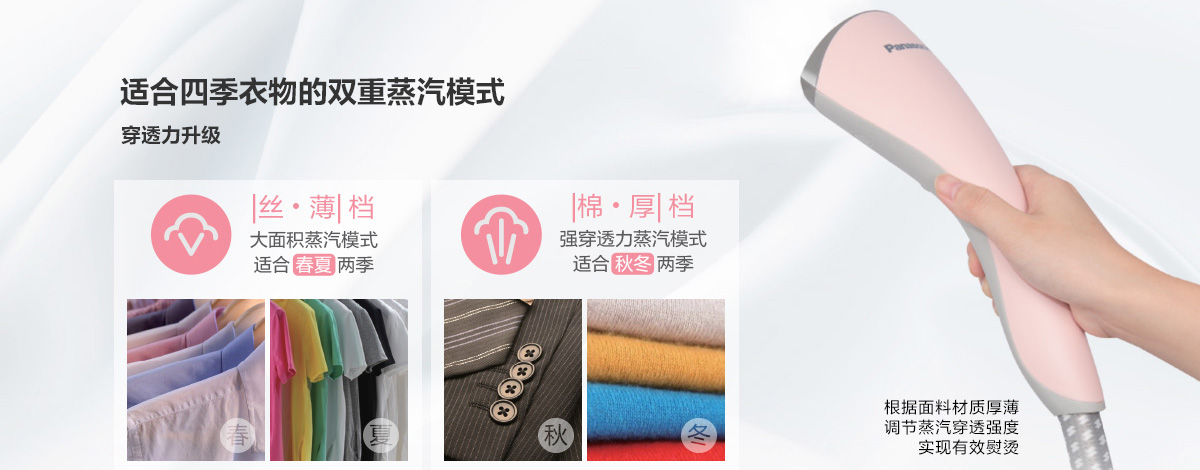 适合四季衣物的双重蒸汽模式
穿透力升级
|丝·薄|档
大面积蒸汽模式
适合 春夏 两季
|棉·厚|档
强穿透力蒸汽模式
适合 秋冬 两季
春
夏
秋
冬
Panasonic
根据面料材质厚薄
调节蒸汽穿透强度
实现有效熨烫